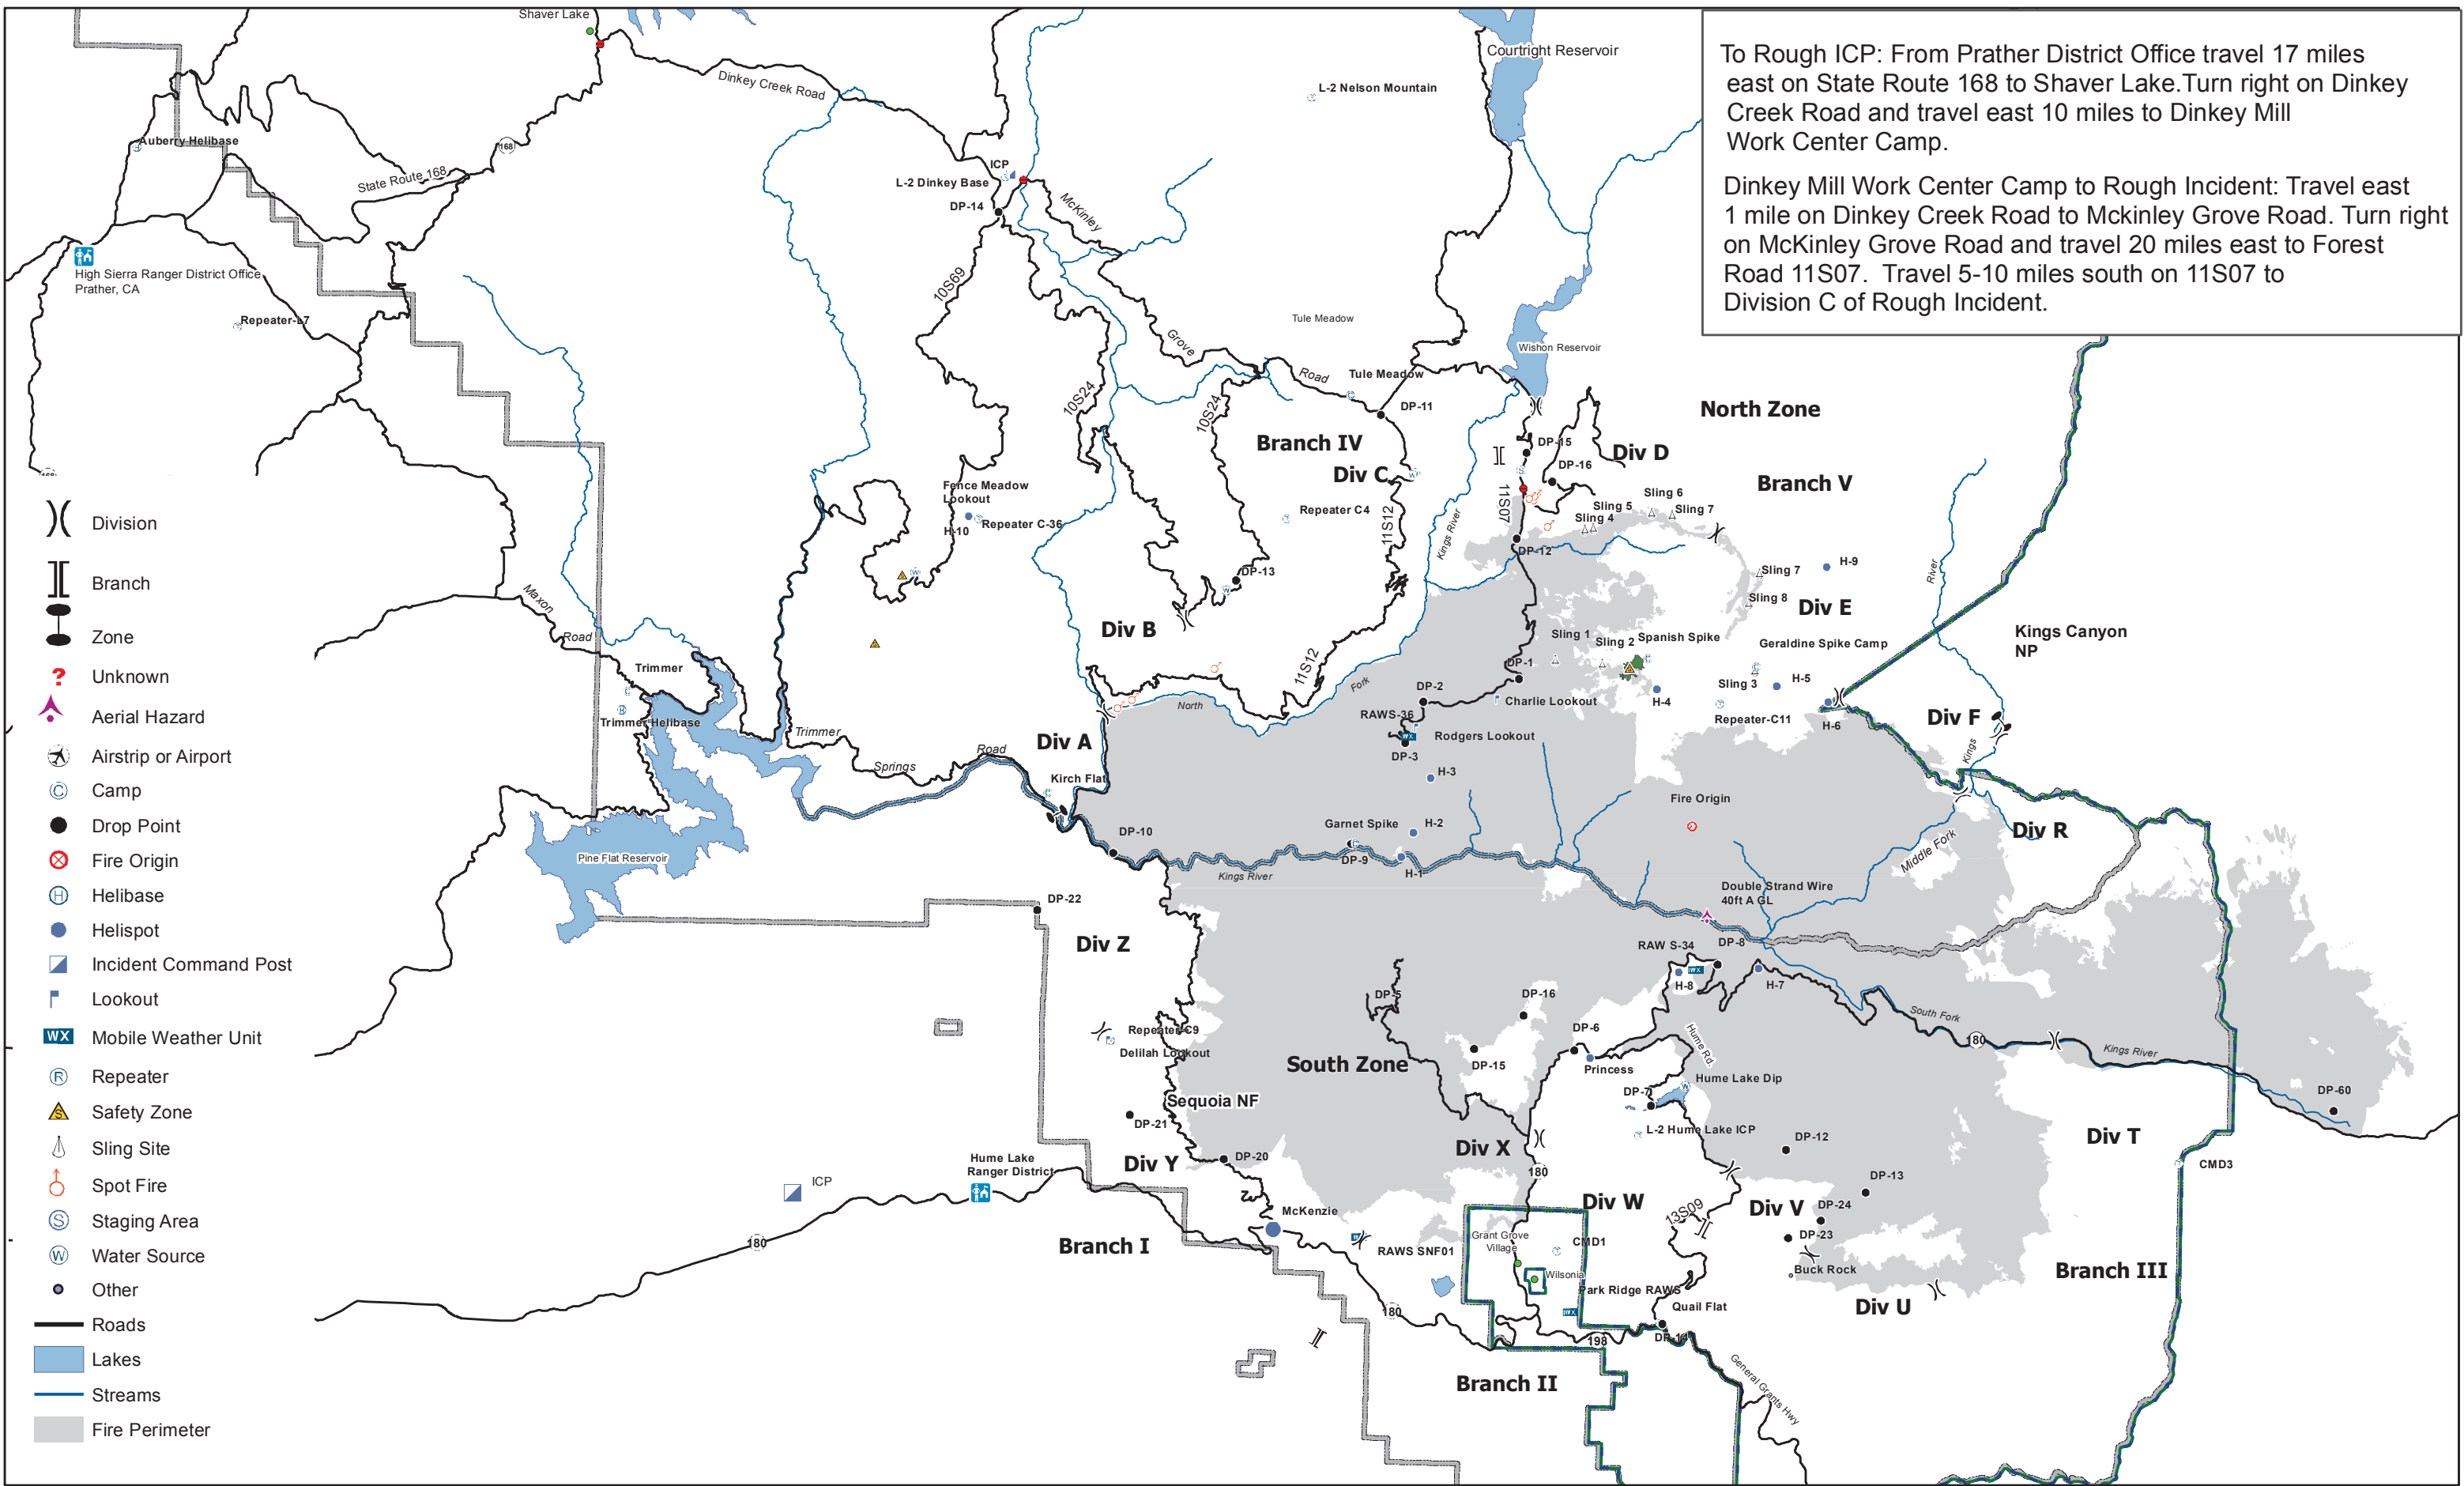 To Rough ICP: From Prather District Office travel 17 miles
east on State Route 168 to Shaver Lake.Turn right on Dinkey
Creek Road and travel east 10 miles to Dinkey Mill
Work Center Camp.
Dinkey Mill Work Center Camp to Rough Incident: Travel east
1 mile on Dinkey Creek Road to Mckinley Grove Road. Turn right
on McKinley Grove Road and travel 20 miles east to Forest
Road 11S07. Travel 5-10 miles south on 11S07 to
Division C of Rough Incident.
Shaver Lake
Dinkey Creek Road
Courtright Reservoir
L-2 Nelson Mountain
Auberry Helibase
168
State Route 168
ICP
L-2 Dinkey Base
DP-14
McKinley
High Sierra Ranger District Office
Prather, CA
Repeater-L7
10S69
Tule Meadow
Grove
Wishon Reservoir
Road
Tule Meadow
10S24
10S24
DP-11
North Zone
Branch IV
Div C
DP-15
Div D
DP-16
Branch V
Fence Meadow
Lookout
H-10
Repeater C-36
Repeater C4
11S12
Kings River
11S07
Sling 6
Sling 5
Sling 7
Sling 4
DP-12
DP-13
Sling 7
H-9
River
Sling 8
Div E
Maxon
Road
Div B
Sling 1
Sling 2
Spanish Spike
Geraldine Spike Camp
Kings Canyon
NP
Trimmer
11S12
Fork
DP-1
Sling 3
H-5
DP-2
Charlie Lookout
H-4
Repeater-C11
H-6
Div F
Trimmer Helibase
North
RAWS-36
WX
Rodgers Lookout
Trimmer
Springs
Road
Div A
DP-3
H-3
Kings
Kirch Flat
Fire Origin
Garnet Spike
H-2
DP-10
Div R
Pine Flat Reservoir
DP-9
H-1
Kings River
Middle Fork
Double Strand Wire
40ft A GL
DP-22
Div Z
RAW S-34
DP-8
WX
H-8
H-7
DP-5
DP-16
South Fork
Repeater-C9
Delilah Lookout
DP-6
Hume Rd.
180
Kings River
South Zone
DP-15
Princess
Hume Lake Dip
DP-7
DP-60
Sequoia NF
DP-21
L-2 Hume Lake ICP
DP-12
Div T
Div X
Div Y
DP-20
Hume Lake
Ranger District
180
CMD3
ICP
DP-13
McKenzie
Div W
13S09
Div V
DP-24
DP-23
180
Branch I
RAWS SNF01
Grant Grove
Village
CMD1
Wilsonia
Buck Rock
Branch III
Park Ridge RAWS
WX
Quail Flat
Div U
180
198
DP-14
General Grants Hwy
Branch II
Division
Branch
Zone
? Unknown
Aerial Hazard
Airstrip or Airport
C Camp
Drop Point
Fire Origin
H Helibase
Helispot
Incident Command Post
Lookout
WX Mobile Weather Unit
R Repeater
S Safety Zone
Sling Site
Spot Fire
S Staging Area
W Water Source
Other
Roads
Lakes
Streams
Fire Perimeter